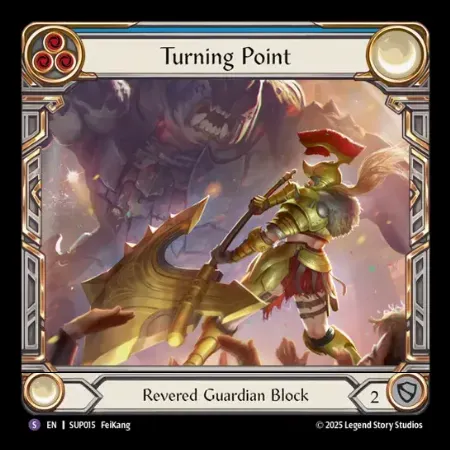 Turning Point
Revered Guardian Block
2
S EN | SUP015 FeiKang
© 2025 Legend Story Studios